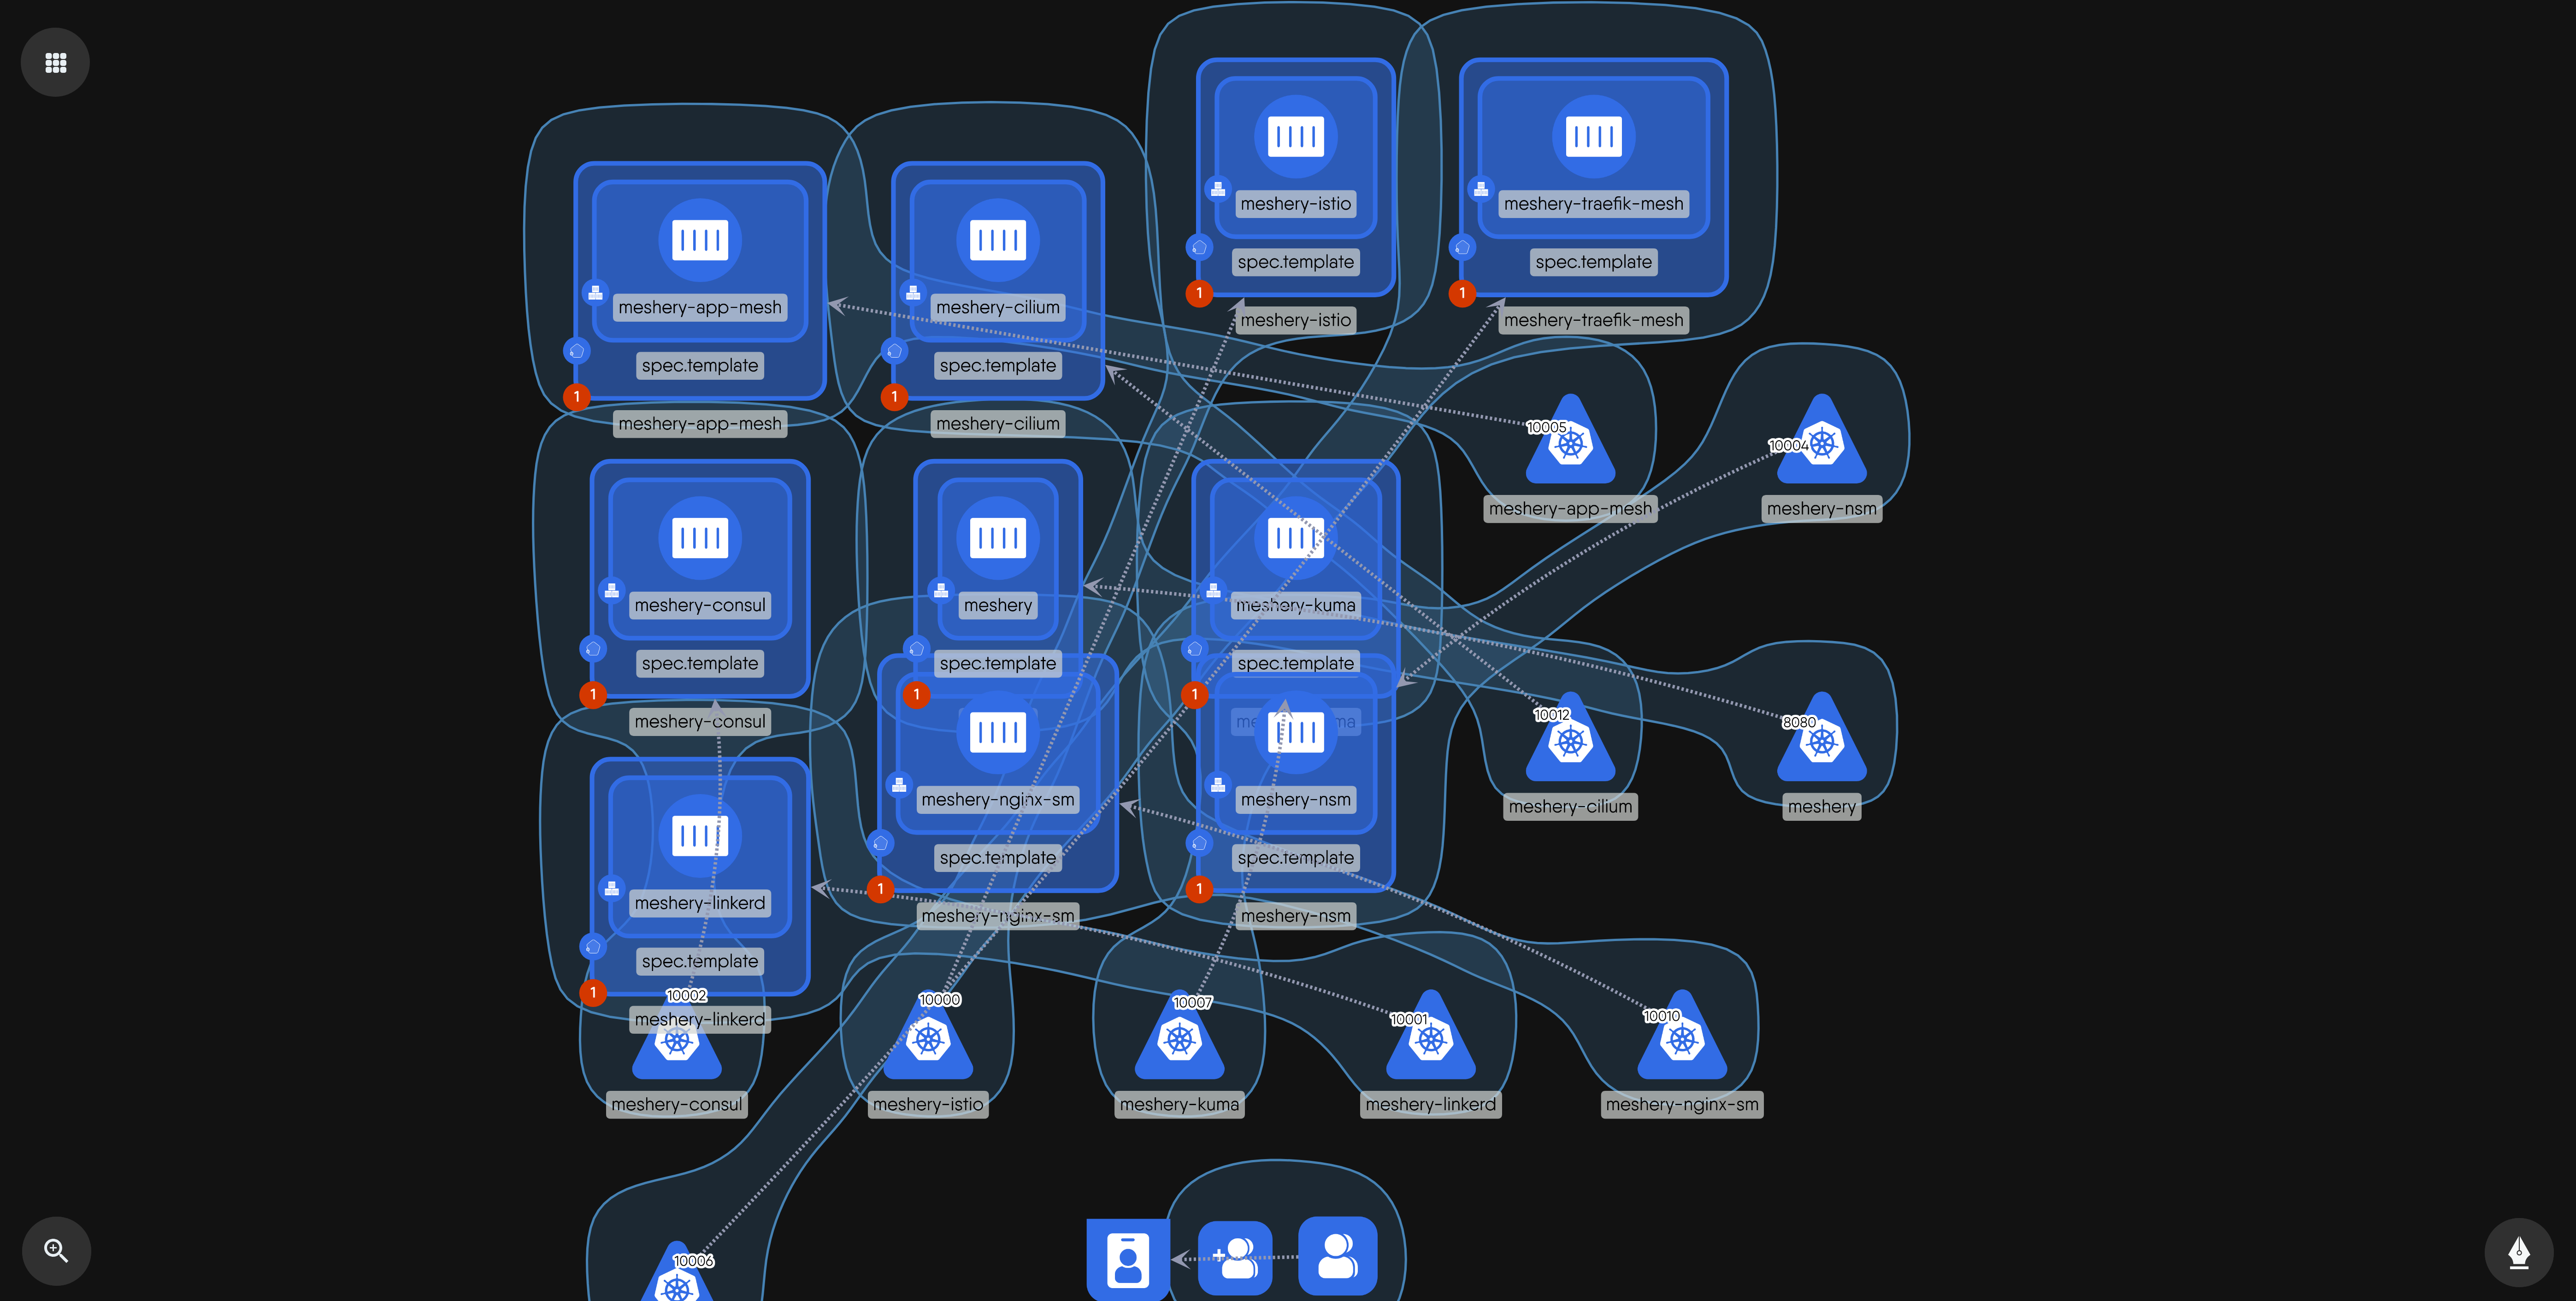 meshery-istio
spec.template
1
meshery-istio
meshery-traefik-mesh
spec.template
1
meshery-traefik-mesh
meshery-app-mesh
spec.template
1
meshery-app-mesh
meshery-cilium
spec.template
1
meshery-cilium
10005
meshery-app-mesh
10004
meshery-nsm
meshery-consul
spec.template
1
meshery-consul
meshery
spec.template
1
meshery-kuma
spec.template
1
10012
meshery-cilium
8080
meshery
meshery-nginx-sm
spec.template
1
meshery-nginx-sm
meshery-nsm
spec.template
1
meshery-nsm
meshery-linkerd
spec.template
1
meshery-linkerd
10002
meshery-consul
10000
meshery-istio
10007
meshery-kuma
10001
meshery-linkerd
10010
meshery-nginx-sm
10006